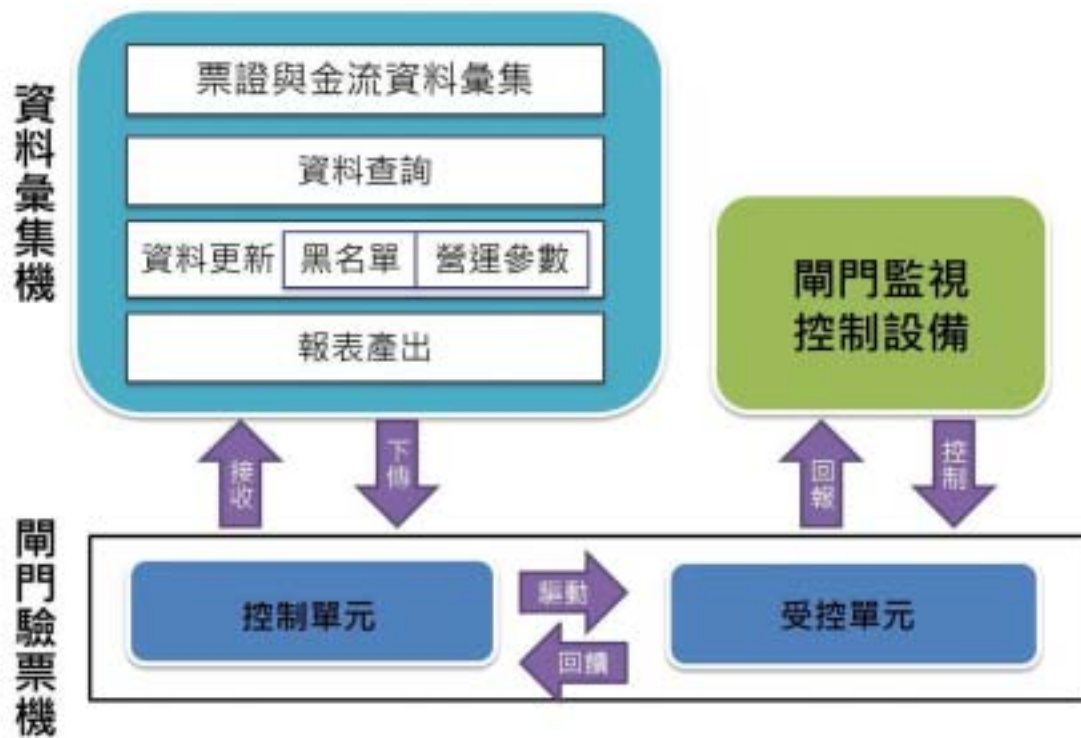 資料彙集機
票證與金流資料彙集
資料查詢
資料更新 黑名單 營運參數
報表產出
閘門監視
控制設備
接收
下傳
回報
控制
閘門驗票機
控制單元
驅動
回饋
受控單元